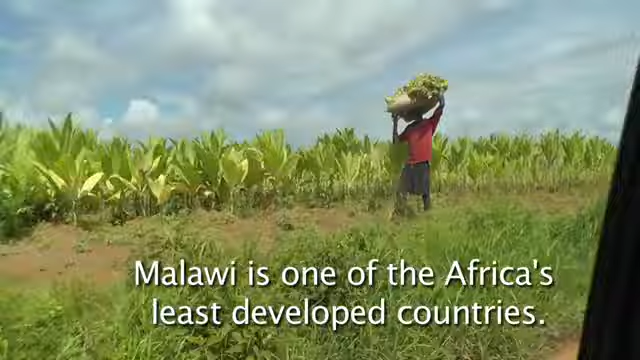 Malawi is one of the Africa's
least developed countries.